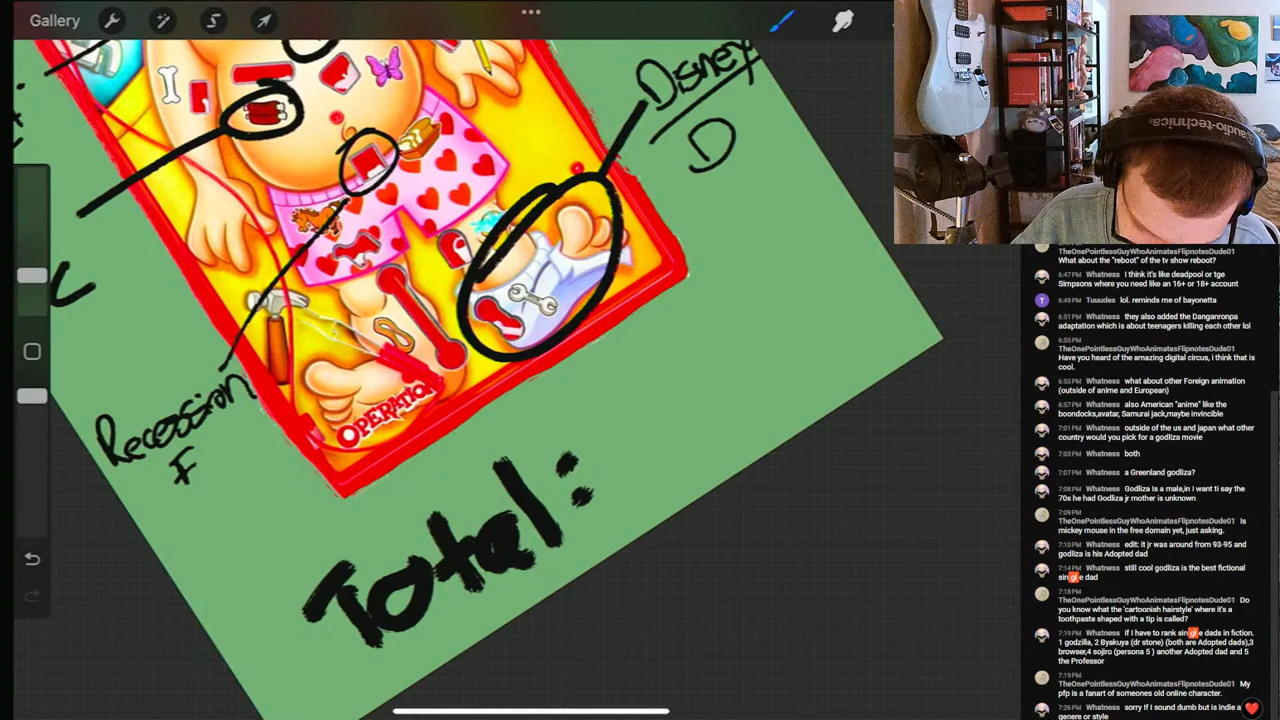 Gallery
Disney
D
C
Recession
F
OPERATION
Total:
audio-technica
TheOnePointlessGuyWhoAnimatesFlipnotesDude01
What about the "reboot" of the tv show reboot?
6:47 PM Whatness I think it's like deadpool or tge
Simpsons where you need like an 16+ or 18+ account
6:49 PM Tuuudes lol. reminds me of bayonetta
6:51 PM Whatness they also added the Danganronpa
adaptation which is about teenagers killing each other lol
6:55 PM
TheOnePointlessGuyWhoAnimatesFlipnotesDude01
Have you heard of the amazing digital circus, i think that is
cool.
6:55 PM Whatness what about other Foreign animation
(outside of anime and European)
6:57 PM Whatness also American "anime" like the
boondocks,avatar, Samurai jack,maybe invincible
7:01 PM Whatness outside of the us and japan what other
country would you pick for a godliza movie
7:03 PM Whatness both
7:07 PM Whatness a Greenland godliza?
7:08 PM Whatness Godliza Is a male,in I want ti say the
70s he had Godliza jr mother is unknown
7:09 PM
TheOnePointlessGuyWhoAnimatesFlipnotesDude01 Is
mickey mouse in the free domain yet, just asking.
7:10 PM Whatness edit: it jr was around from 93-95 and
godliza is his Adopted dad
7:14 PM Whatness still cool godliza is the best fictional
single dad
7:18 PM
TheOnePointlessGuyWhoAnimatesFlipnotesDude01 Do
you know what the 'cartoonish hairstyle' where it's a
toothpaste shaped with a tip is called?
7:19 PM Whatness if I have to rank single dads in fiction.
1 godzilla, 2 Byakuya (dr stone) (both are Adopted dads),3
browser,4 sojiro (persona 5 ) another Adopted dad and 5
the Professor
7:19 PM
TheOnePointlessGuyWhoAnimatesFlipnotesDude01 My
pfp is a fanart of someones old online character.
7:26 PM Whatness sorry if I sound dumb but is indie a
genere or style